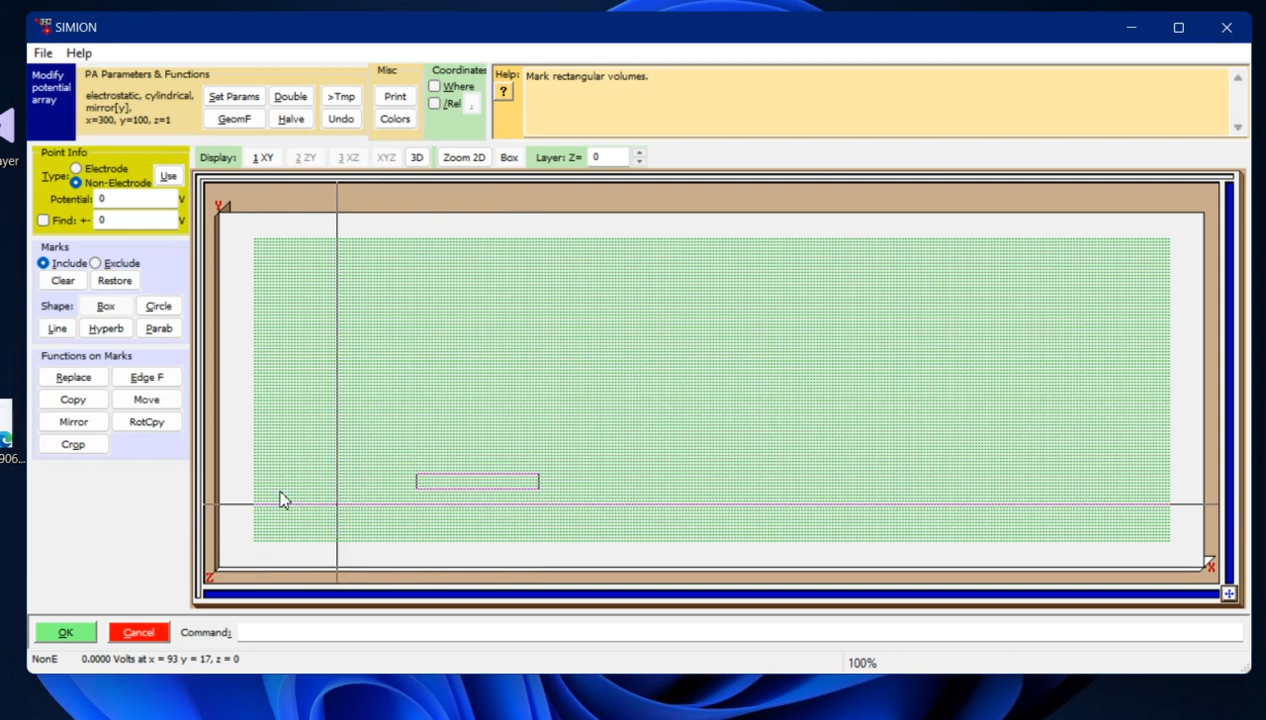 SIMION
File Help
Modify potential array
PA Parameters & Functions
electrostatic, cylindrical,
mirror[y],
x=300, y=100, z=1
Set Params Double >Tmp
GeomF Halve Undo
Misc
Print
Colors
Coordinates
Where
/Rel .
Help:
?
Mark rectangular volumes.
Point Info
Type: Electrode
Non-Electrode Use
Potential: 0 V
Find: +- 0 V
Display: 1 XY 2 ZY 3 XZ XYZ 3D Zoom 2D Box Layer: Z= 0
Marks
Include Exclude
Clear Restore
Shape: Box Circle
Line Hyperb Parab
Functions on Marks
Replace Edge F
Copy Move
Mirror RotCpy
Crop
Y
Z
X
OK Cancel Command:
NonE 0.0000 Volts at x = 93 y = 17, z = 0
100%
ayer
906...